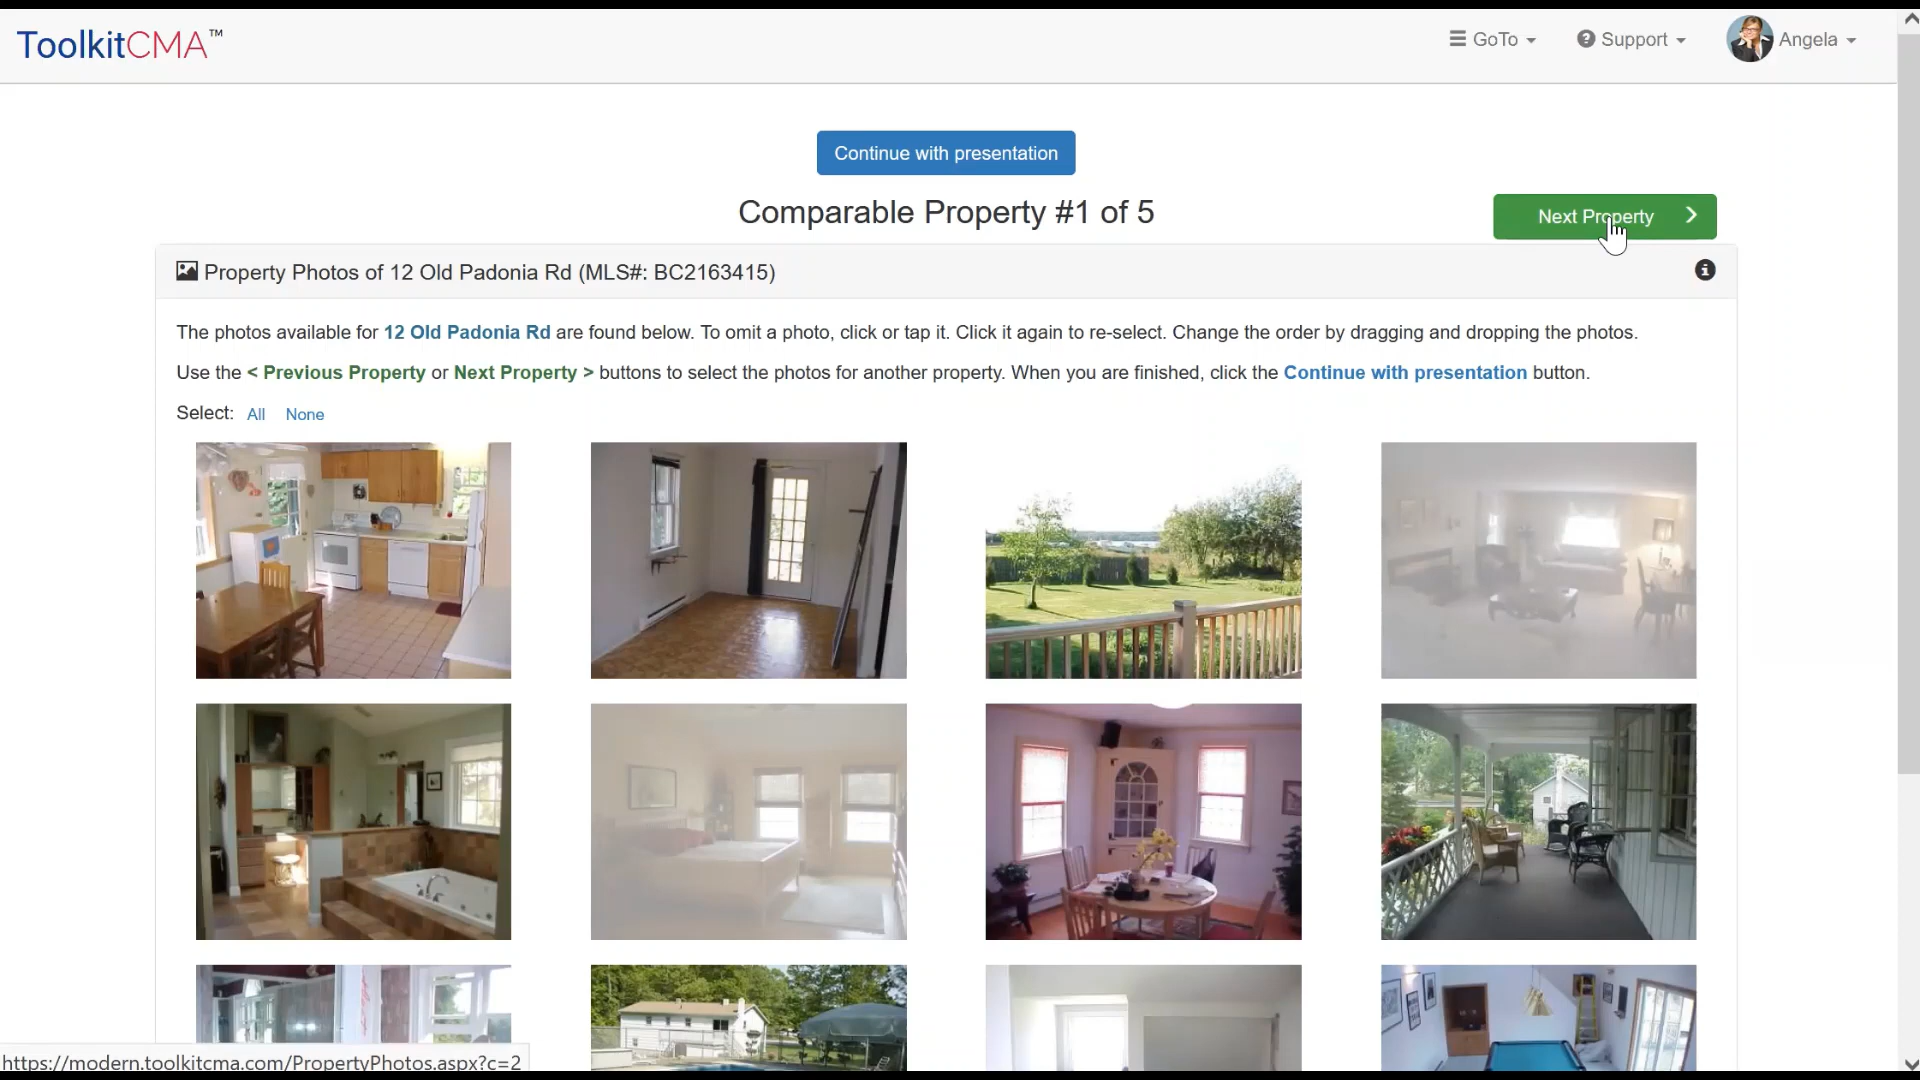 ToolkitCMA™
GoTo
Support
Angela
Continue with presentation
Comparable Property #1 of 5
Next Property
Property Photos of 12 Old Padonia Rd (MLS#: BC2163415)
The photos available for 12 Old Padonia Rd are found below. To omit a photo, click or tap it. Click it again to re-select. Change the order by dragging and dropping the photos.
Use the < Previous Property or Next Property > buttons to select the photos for another property. When you are finished, click the Continue with presentation button.
Select: All None
https://modern.toolkitcma.com/PropertyPhotos.aspx?c=2